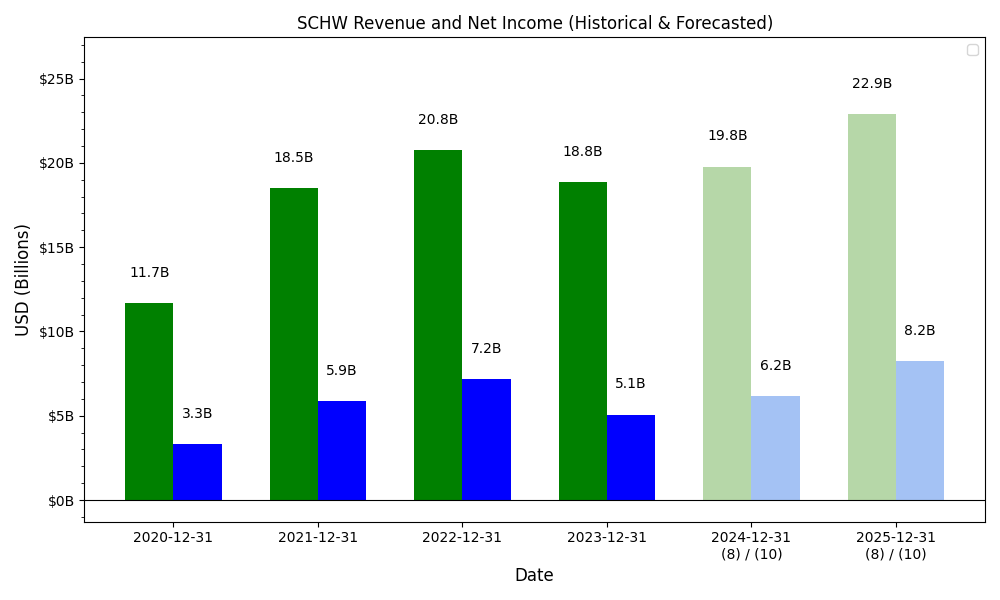 SCHW Revenue and Net Income (Historical & Forecasted)
USD (Billions)
$25B
$20B
$15B
$10B
$5B
$0B
11.7B
3.3B
18.5B
5.9B
20.8B
7.2B
18.8B
5.1B
19.8B
6.2B
22.9B
8.2B
2020-12-31
2021-12-31
2022-12-31
2023-12-31
2024-12-31
(8) / (10)
2025-12-31
(8) / (10)
Date